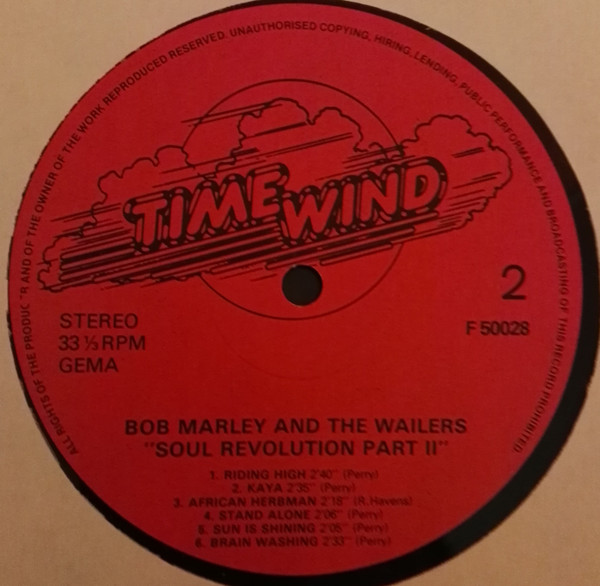 ALL RIGHTS OF THE PRODUC "R AND OF THE OWNER OF THE WORK REPRODUCED RESERVED. UNAUTHORISED COPYING, HIRING, LENDING, PUBLIC PERFORMANCE AND BROADCASTING OF THIS RECORD PROHIBITED
TIME WIND
2
STEREO
33 ⅓ RPM
GEMA
F 50028
BOB MARLEY AND THE WAILERS
""SOUL REVOLUTION PART II""
1. RIDING HIGH 2'40'' (Perry)
2. KAYA 2'35'' (Perry)
3. AFRICAN HERBMAN 2'18'' (R. Havens)
4. STAND ALONE 2'06'' (Perry)
5. SUN IS SHINING 2'05'' (Perry)
6. BRAIN WASHING 2'33'' (Perry)